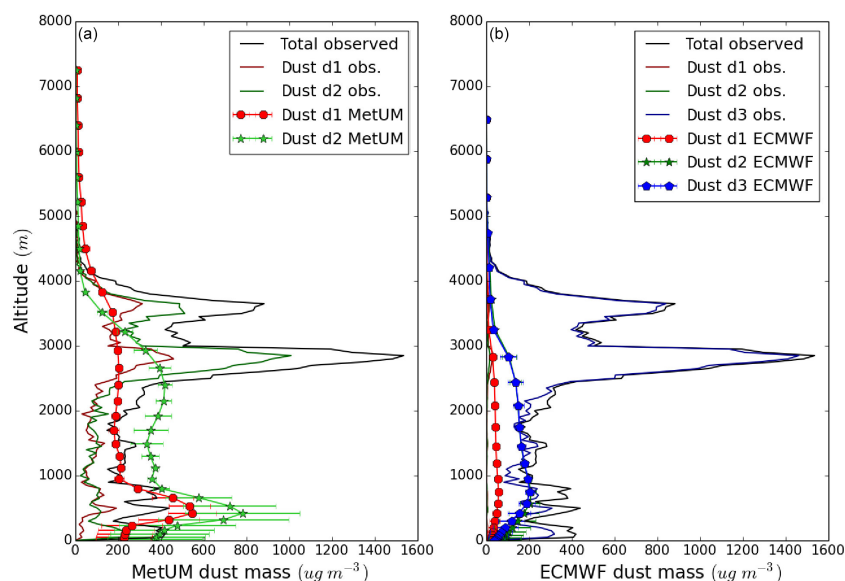 (a)
Total observed
Dust d1 obs.
Dust d2 obs.
Dust d1 MetUM
Dust d2 MetUM
8000
7000
6000
5000
4000
3000
2000
1000
0
Altitude (m)
0 200 400 600 800 1000 1200 1400 1600
MetUM dust mass (ug m⁻³)
(b)
Total observed
Dust d1 obs.
Dust d2 obs.
Dust d3 obs.
Dust d1 ECMWF
Dust d2 ECMWF
Dust d3 ECMWF
8000
7000
6000
5000
4000
3000
2000
1000
0
0 200 400 600 800 1000 1200 1400 1600
ECMWF dust mass (ug m⁻³)